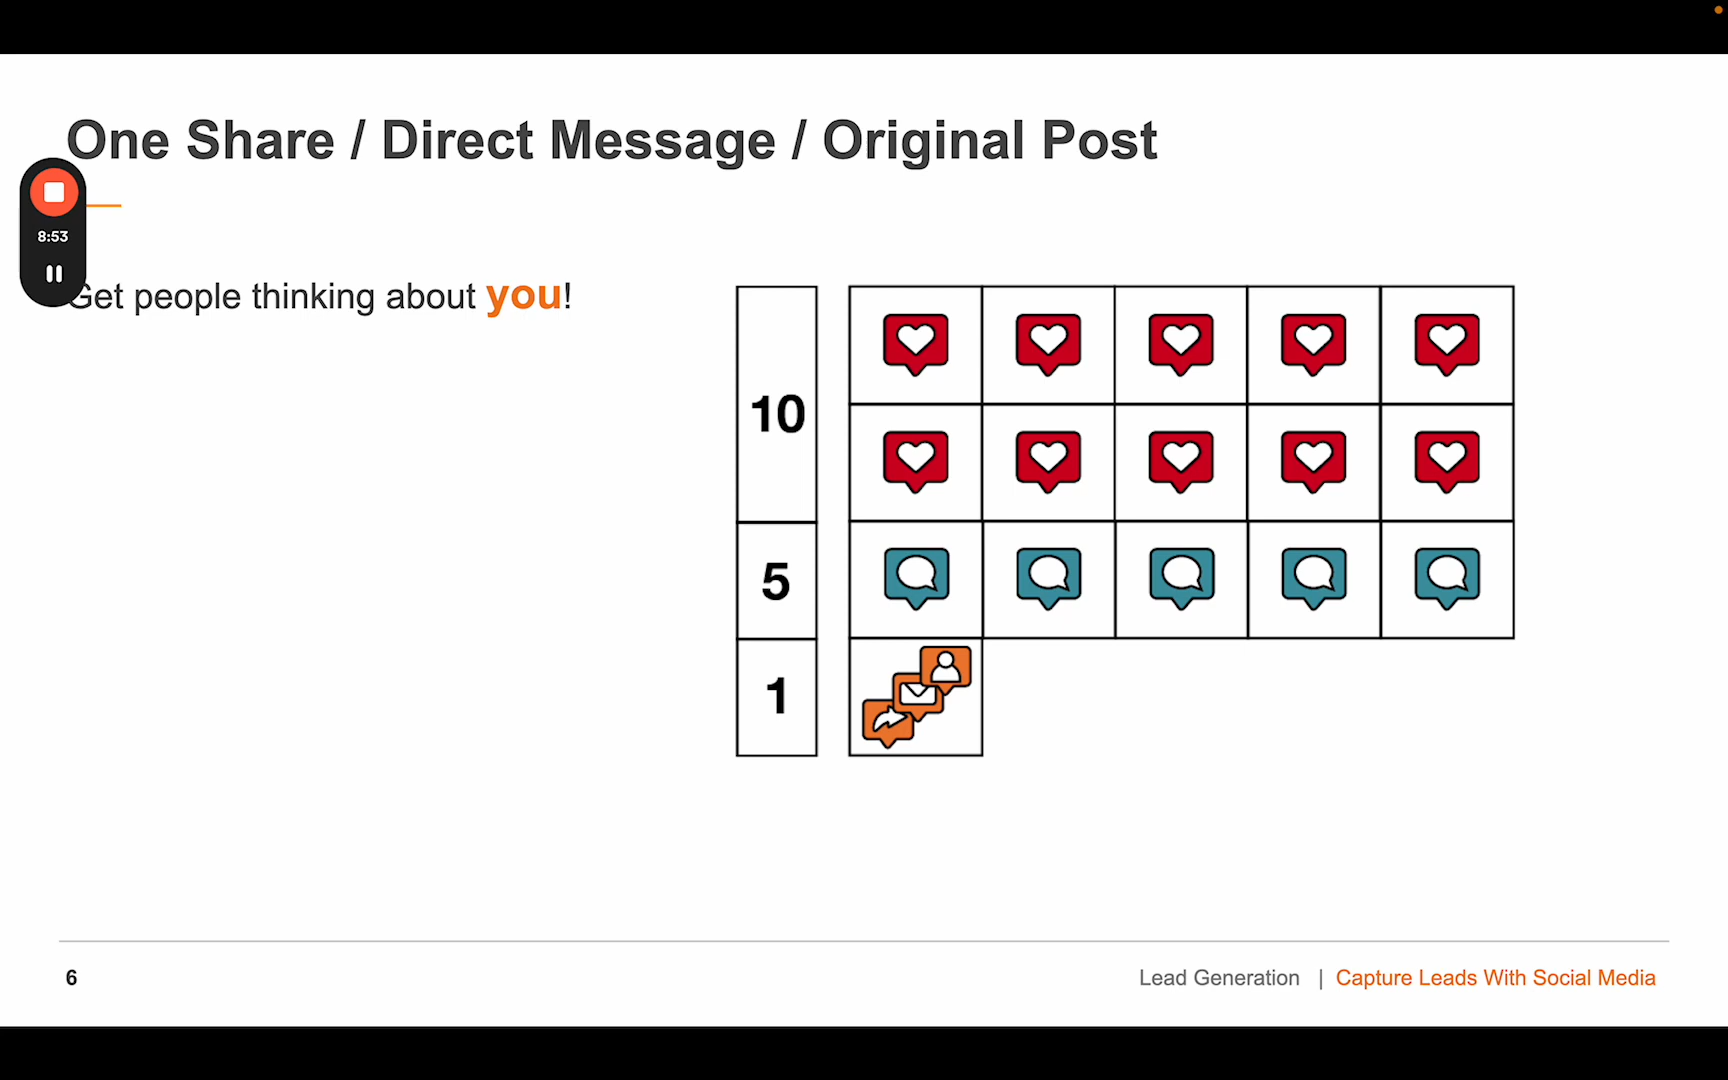 One Share / Direct Message / Original Post
8:53
Get people thinking about you!
10
5
1
6
Lead Generation | Capture Leads With Social Media